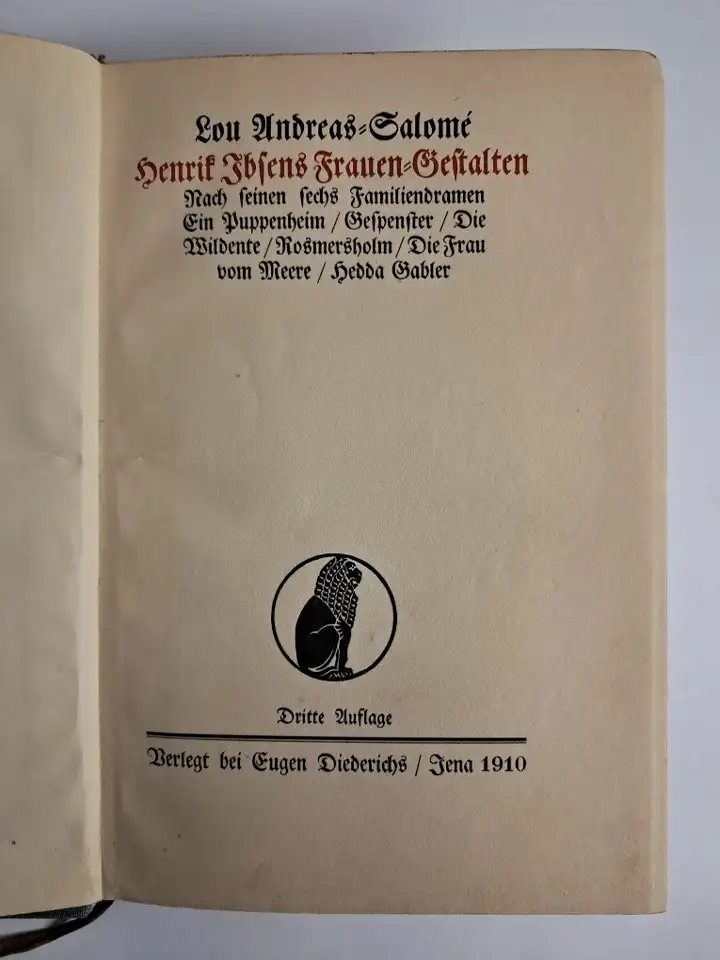 Lou Andreas-Salomé
Henrik Ibsens Frauen-Gestalten
Nach seinen sechs Familiendramen
Ein Puppenheim / Gespenster / Die
Wildente / Rosmersholm / Die Frau
vom Meere / Hedda Gabler
Dritte Auflage
Verlegt bei Eugen Diederichs / Jena 1910